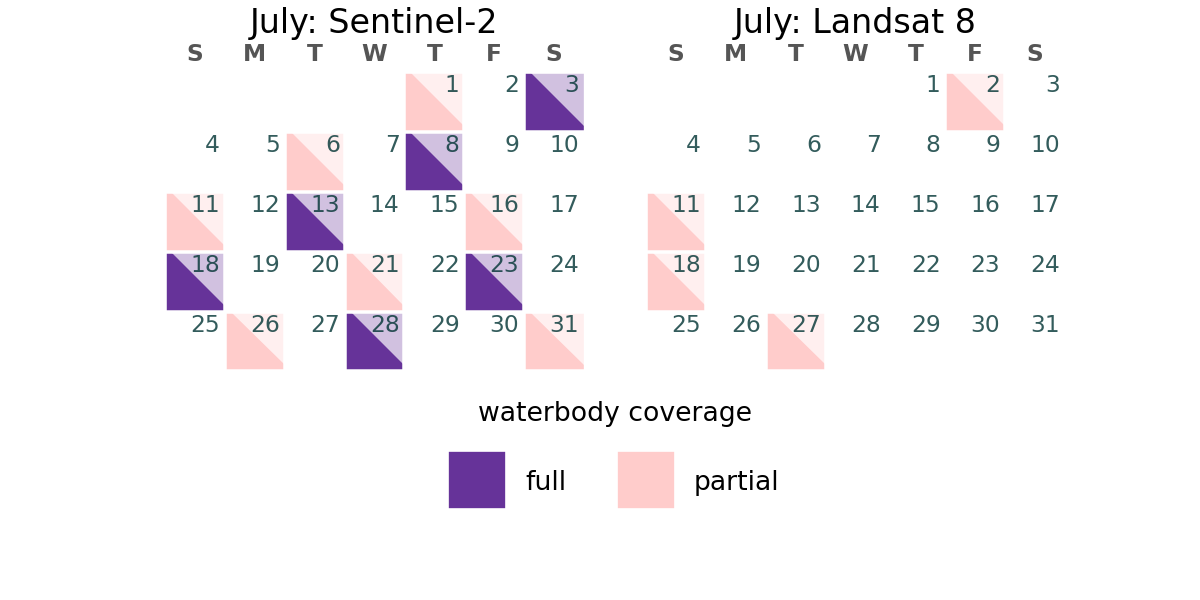 July: Sentinel-2
S M T W T F S
1 2 3
4 5 6 7 8 9 10
11 12 13 14 15 16 17
18 19 20 21 22 23 24
25 26 27 28 29 30 31
July: Landsat 8
S M T W T F S
1 2 3
4 5 6 7 8 9 10
11 12 13 14 15 16 17
18 19 20 21 22 23 24
25 26 27 28 29 30 31
waterbody coverage
full
partial